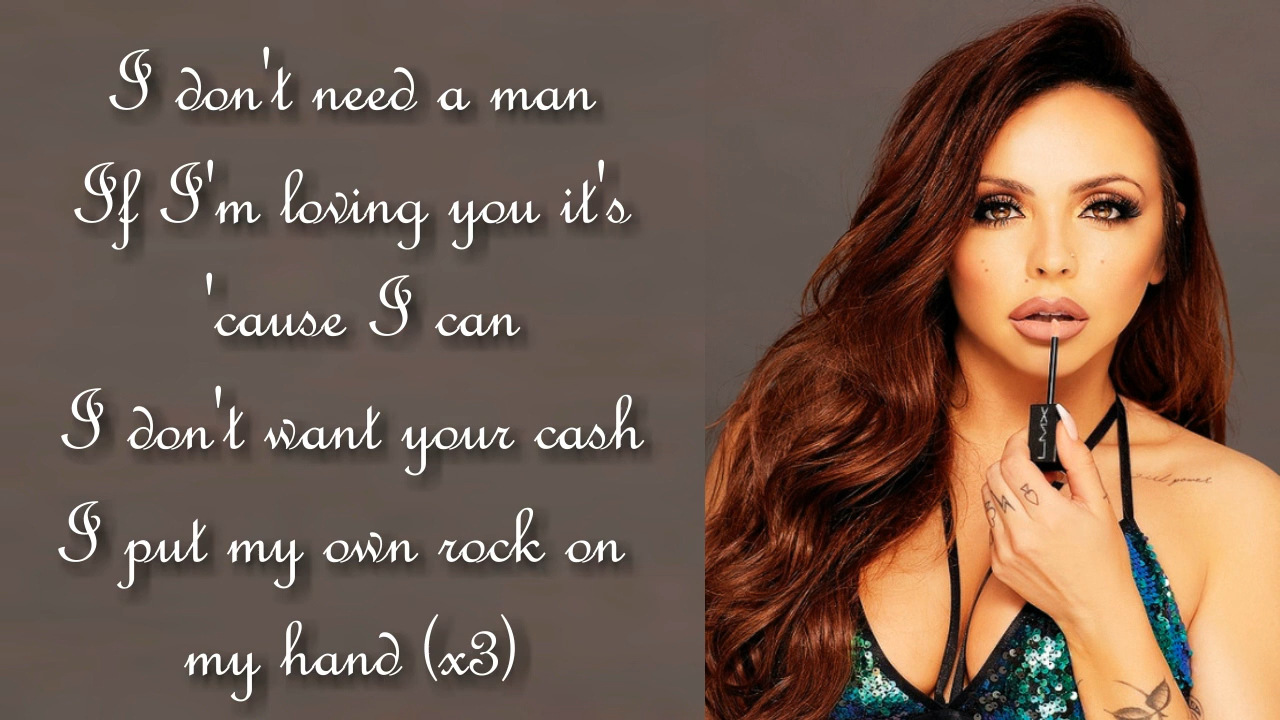 I don't need a man
If I'm loving you it's
'cause I can
I don't want your cash
I put my own rock on
my hand (x3)
LMX